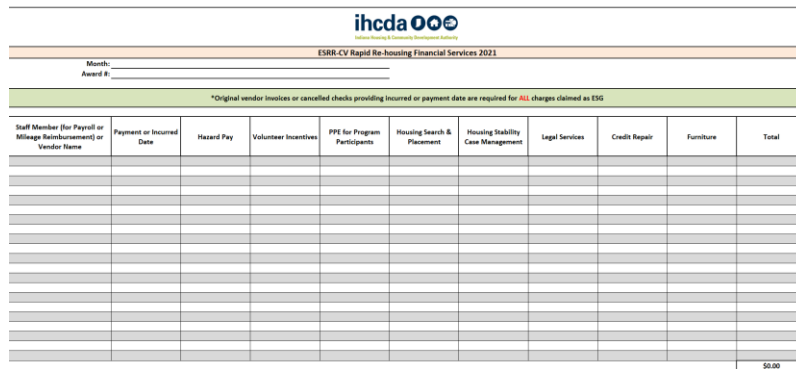 ihcda
Indiana Housing & Community Development Authority
ESRR-CV Rapid Re-housing Financial Services 2021
Month:
Award #:
*Original vendor invoices or cancelled checks providing incurred or payment date are required for ALL charges claimed as ESG
Staff Member (for Payroll or Mileage Reimbursement) or Vendor Name
Payment or Incurred Date
Hazard Pay
Volunteer Incentives
PPE for Program Participants
Housing Search & Placement
Housing Stability Case Management
Legal Services
Credit Repair
Furniture
Total
$0.00